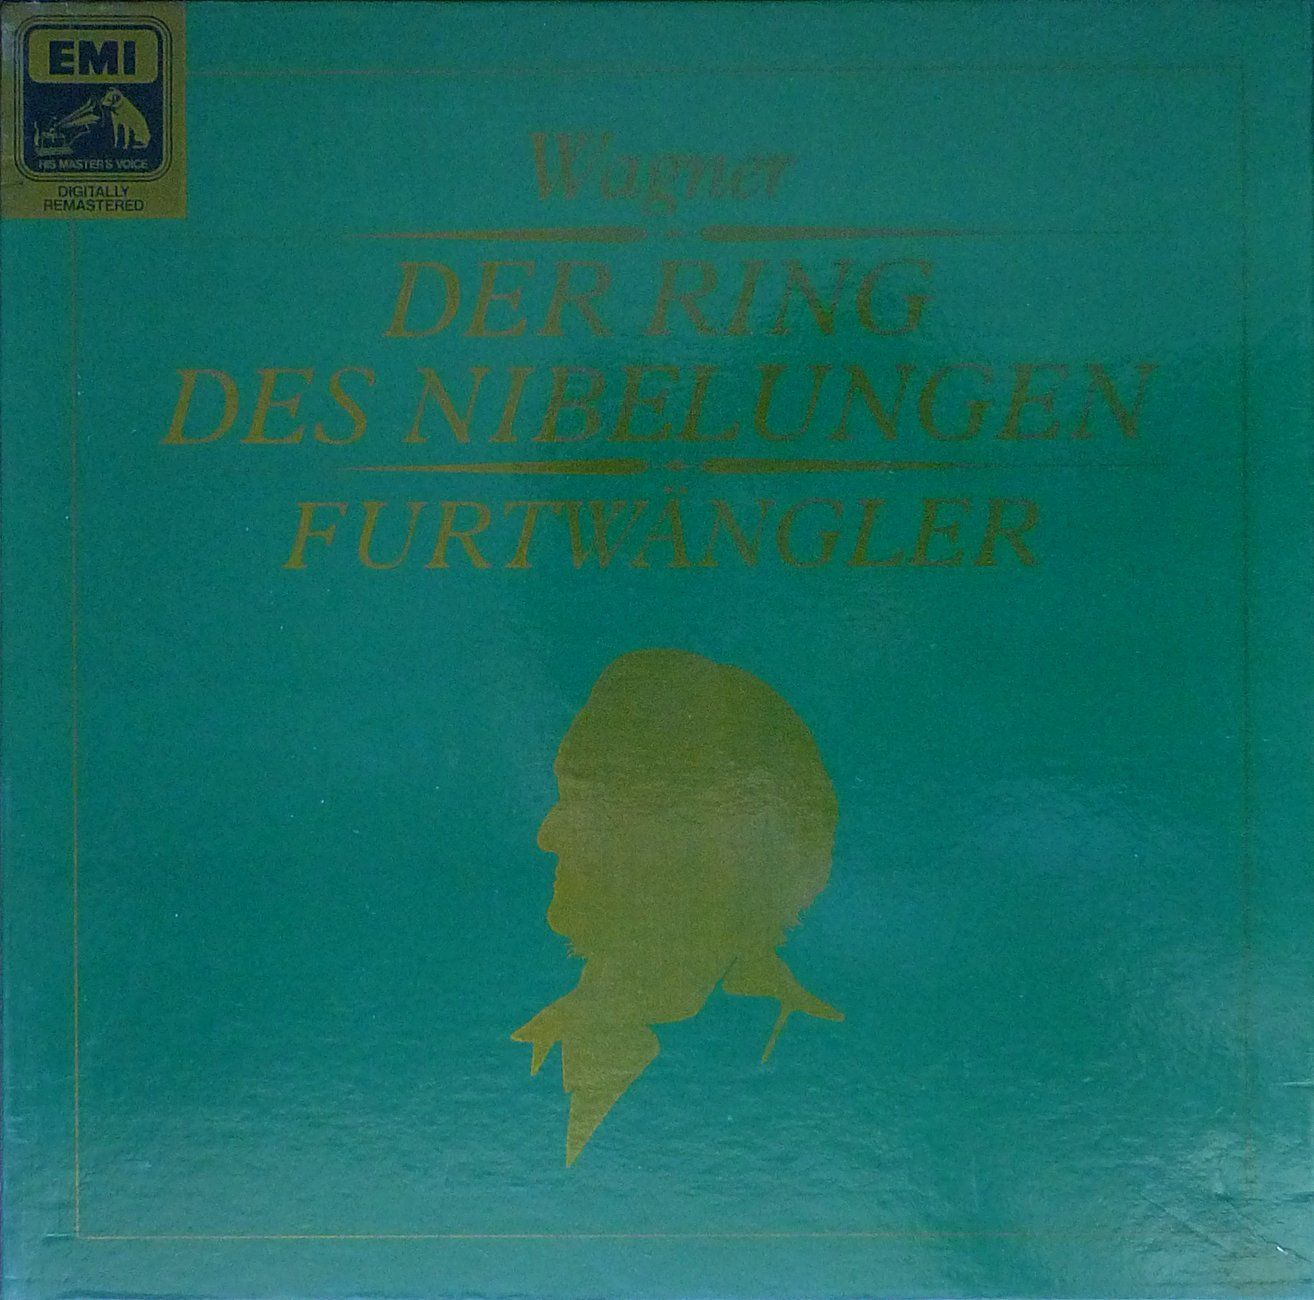 EMI
HIS MASTER'S VOICE
DIGITALLY
REMASTERED
Wagner
DER RING
DES NIBELUNGEN
FURTWÄNGLER